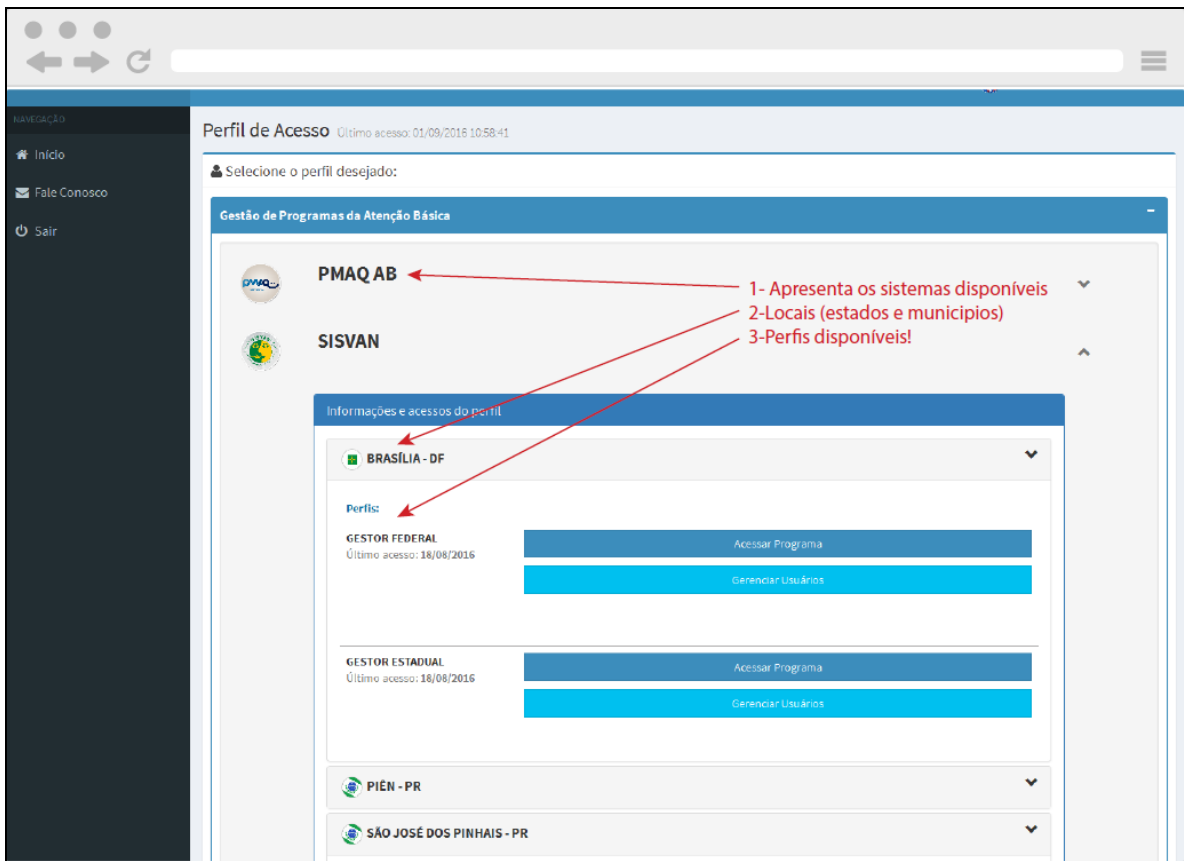 NAVEGAÇÃO
Início
Fale Conosco
Sair
Perfil de Acesso Último acesso: 01/09/2016 10:58:41
Selecione o perfil desejado:
Gestão de Programas da Atenção Básica
pmaq
PMAQ AB
1- Apresenta os sistemas disponíveis
2-Locais (estados e municipios)
3-Perfis disponíveis!
SISVAN
Informações e acessos do perfil
BRASÍLIA - DF
Perfis:
GESTOR FEDERAL
Último acesso: 18/08/2016
Acessar Programa
Gerenciar Usuários
GESTOR ESTADUAL
Último acesso: 18/08/2016
Acessar Programa
Gerenciar Usuários
PIÊN - PR
SÃO JOSÉ DOS PINHAIS - PR